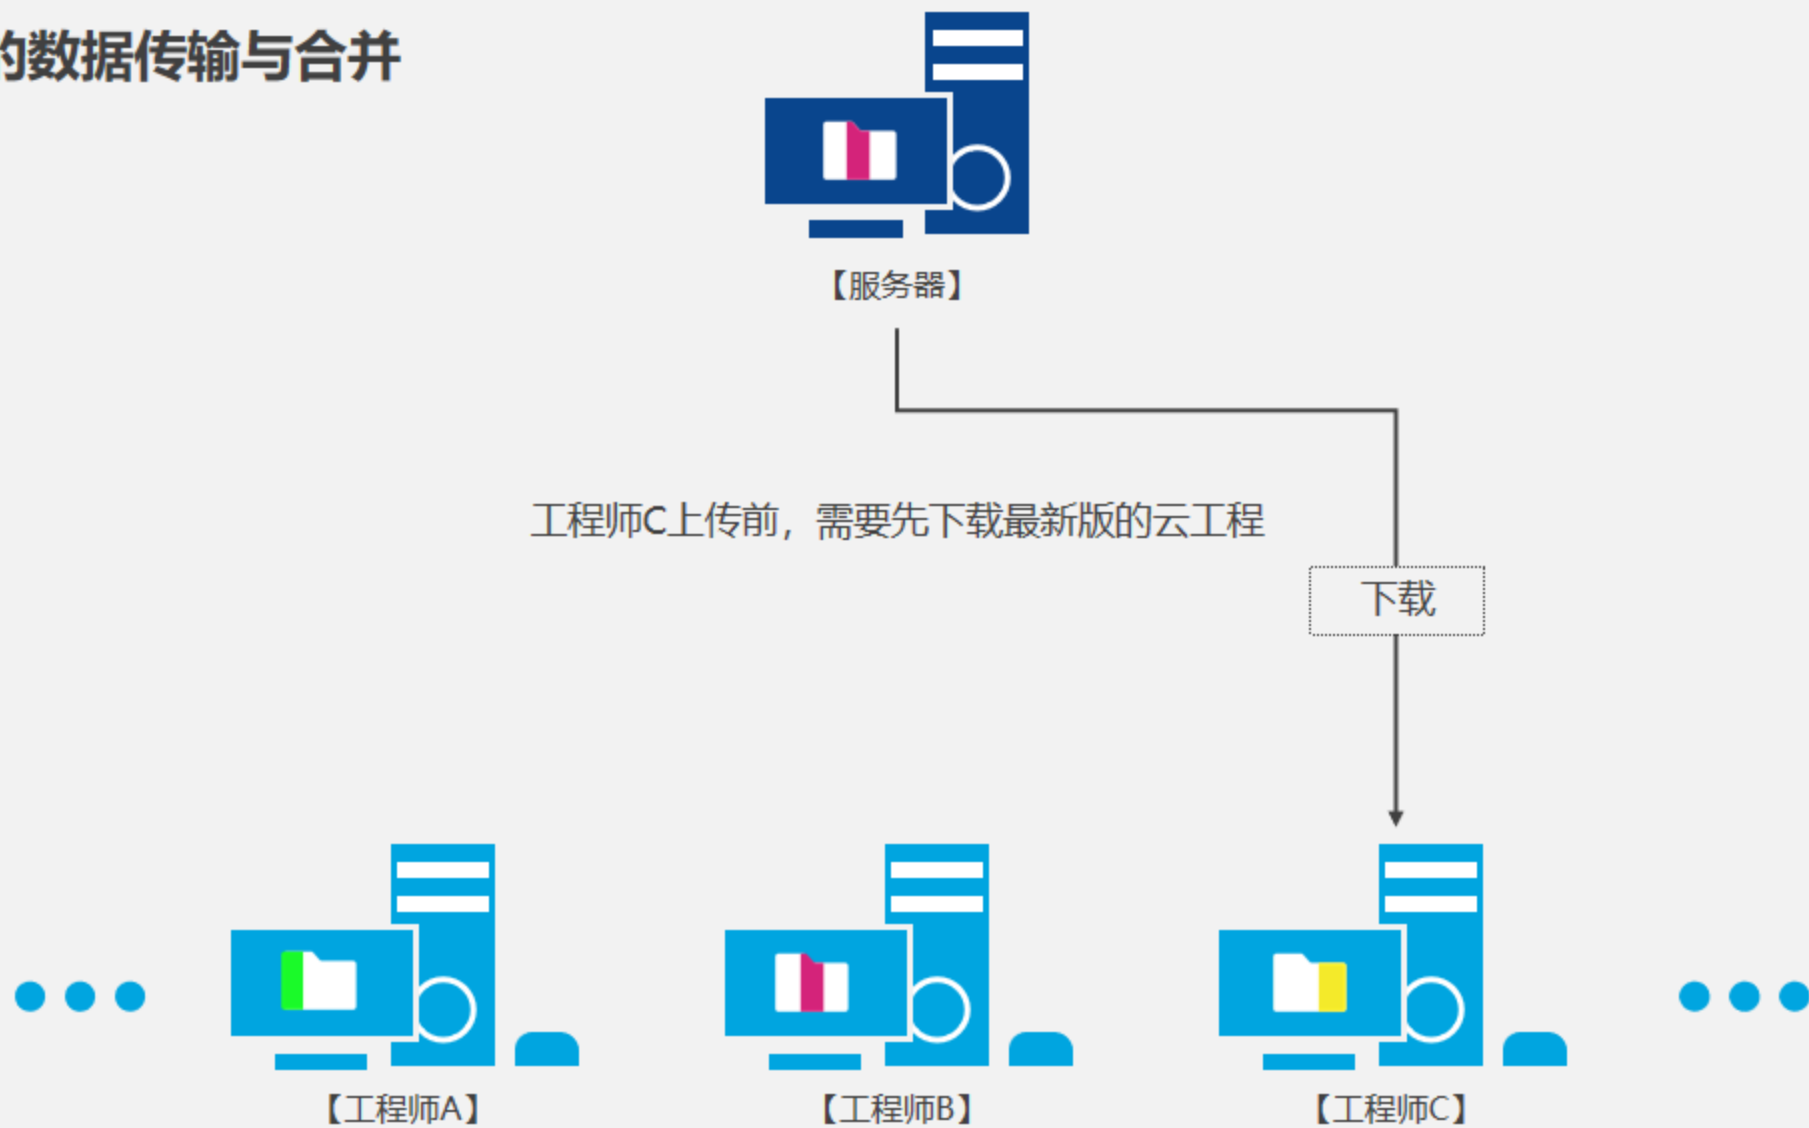 的数据传输与合并
【服务器】
工程师C上传前，需要先下载最新版的云工程
下载
【工程师A】
【工程师B】
【工程师C】